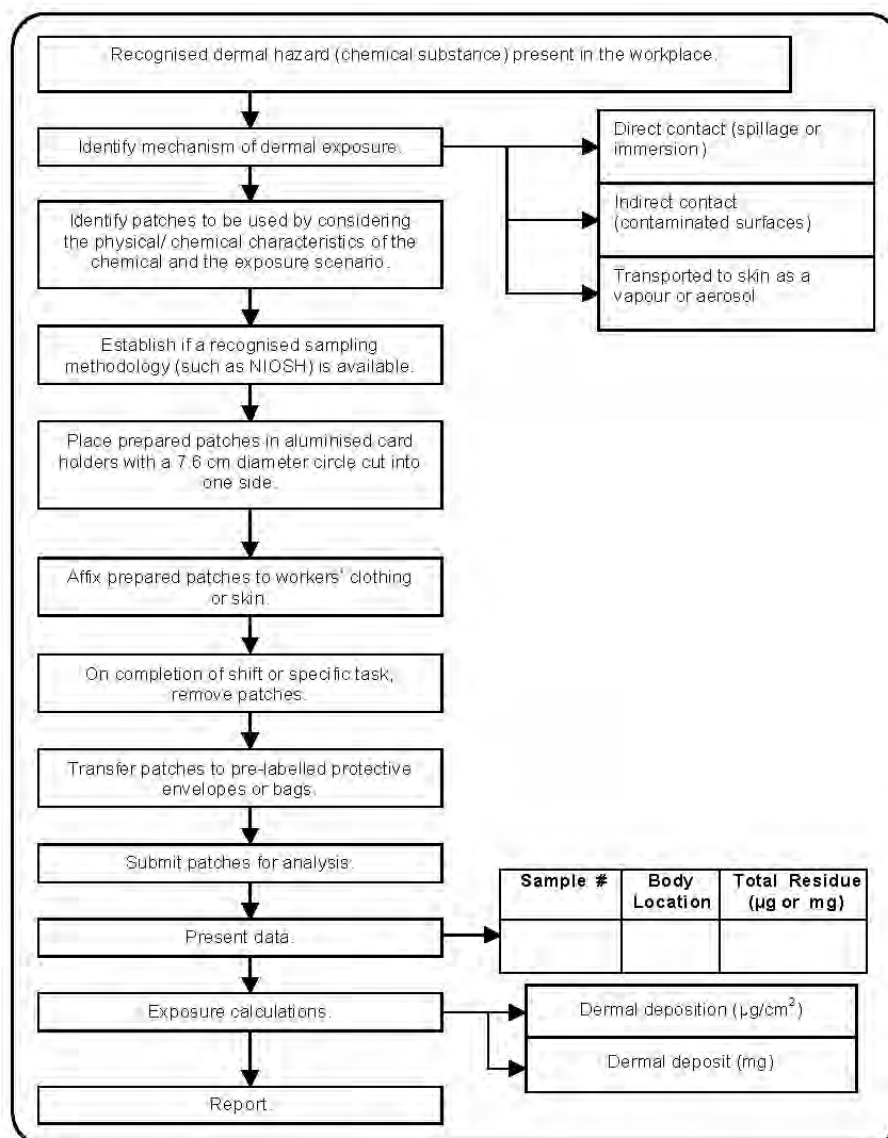 Recognised dermal hazard (chemical substance) present in the workplace.
Identify mechanism of dermal exposure.
Direct contact (spillage or
immersion)
Indirect contact
(contaminated surfaces)
Transported to skin as a
vapour or aerosol
Identify patches to be used by considering
the physical/ chemical characteristics of the
chemical and the exposure scenario.
Establish if a recognised sampling
methodology (such as NIOSH) is available.
Place prepared patches in aluminised card
holders with a 7.6 cm diameter circle cut into
one side.
Affix prepared patches to workers' clothing
or skin.
On completion of shift or specific task,
remove patches.
Transfer patches to pre-labelled protective
envelopes or bags.
Submit patches for analysis.
Present data.
Sample #
Body
Location
Total Residue
(µg or mg)
Exposure calculations.
Dermal deposition (µg/cm²)
Dermal deposit (mg)
Report.